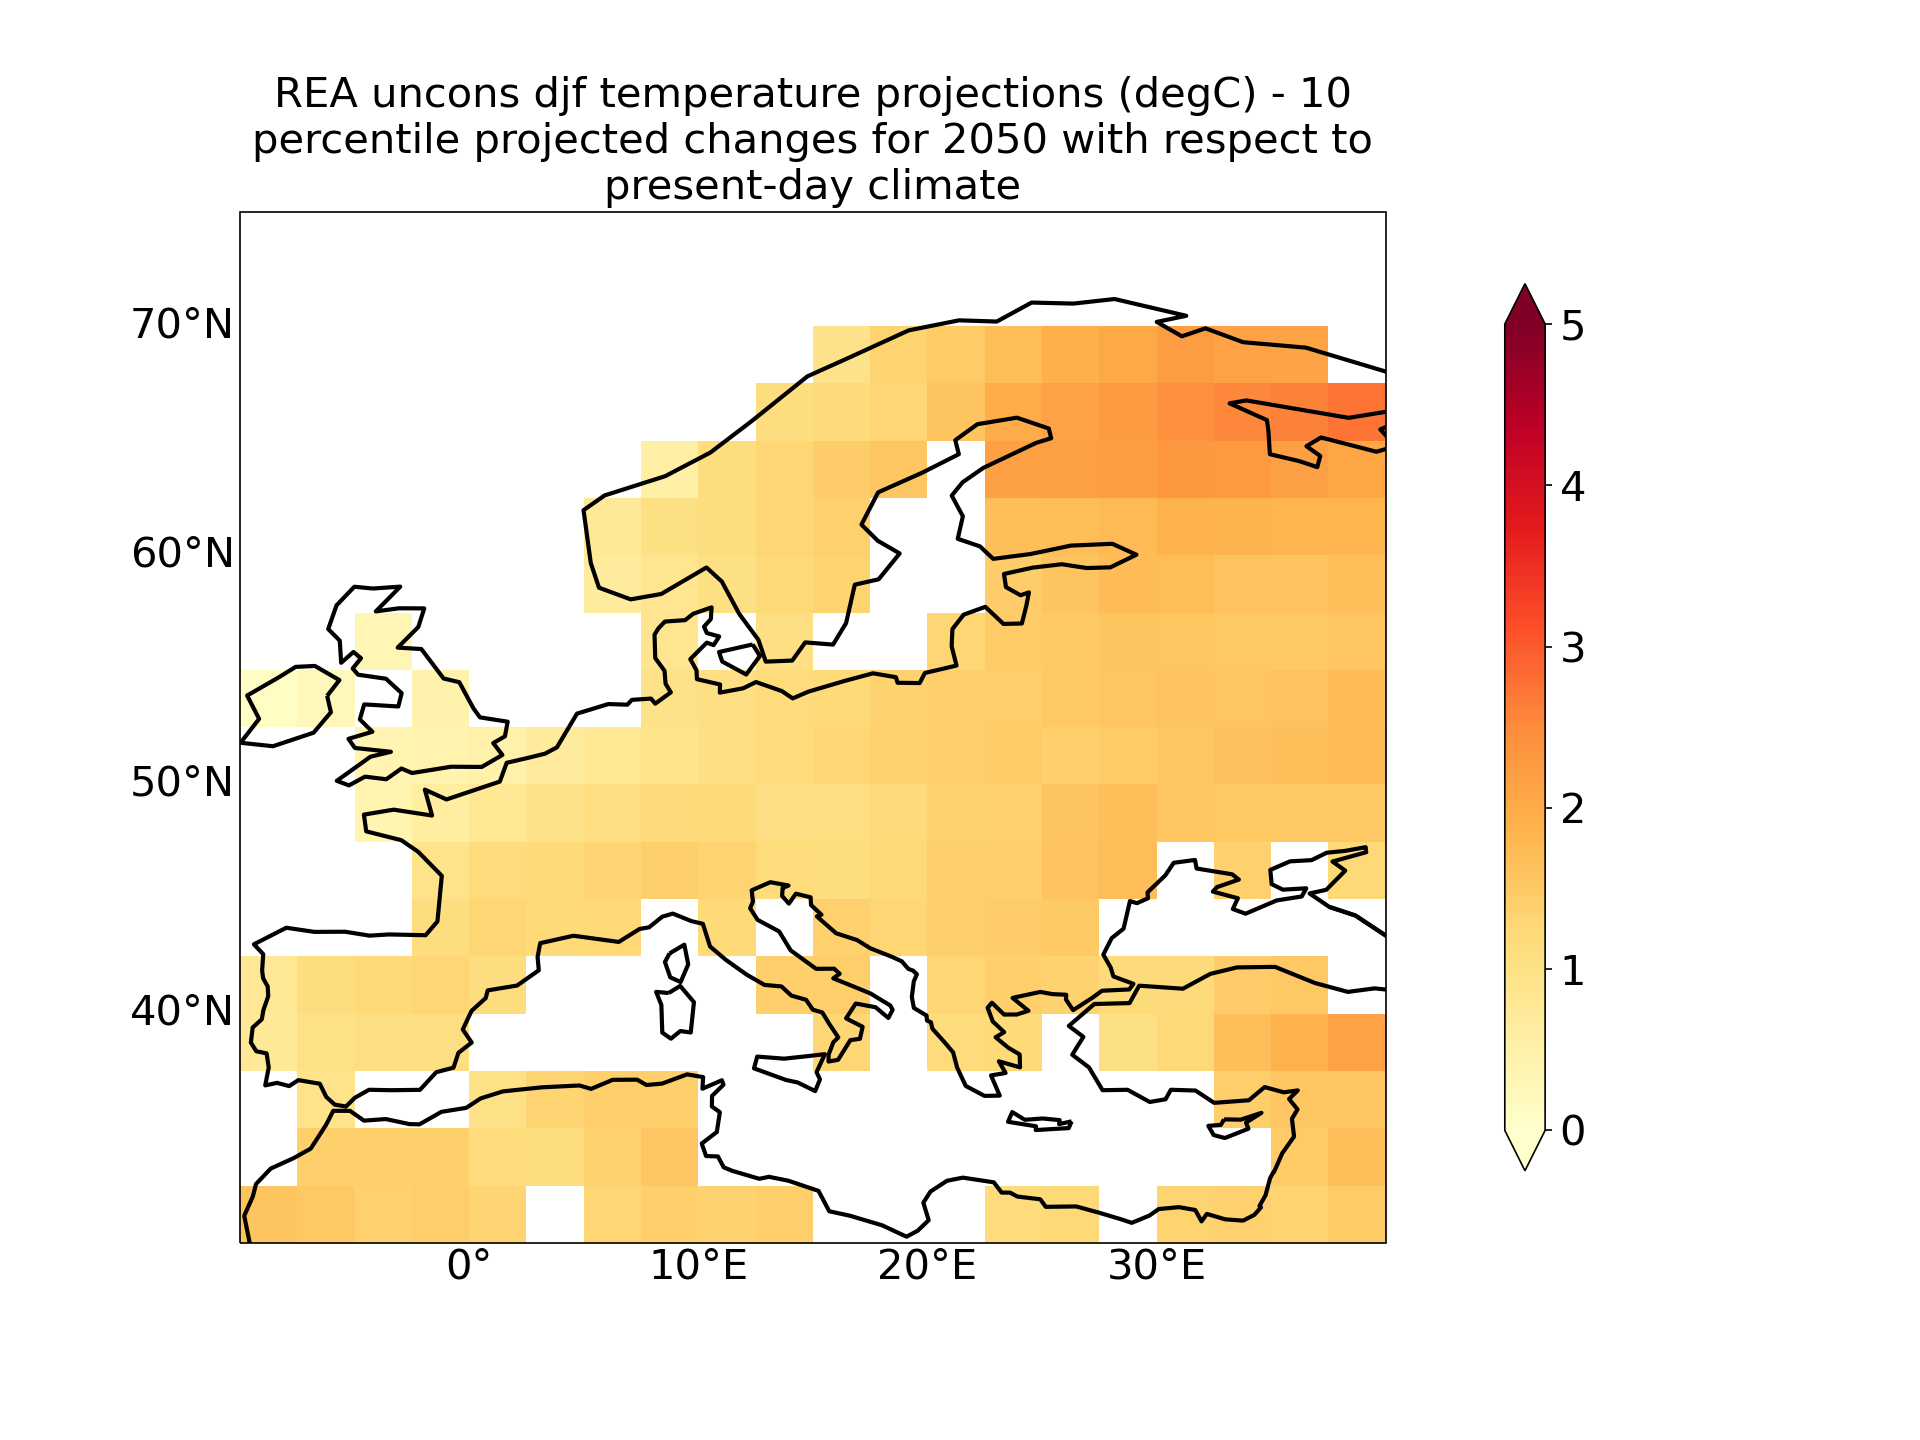 REA uncons djf temperature projections (degC) - 10
percentile projected changes for 2050 with respect to
present-day climate
70°N
60°N
50°N
40°N
0°
10°E
20°E
30°E
5
4
3
2
1
0